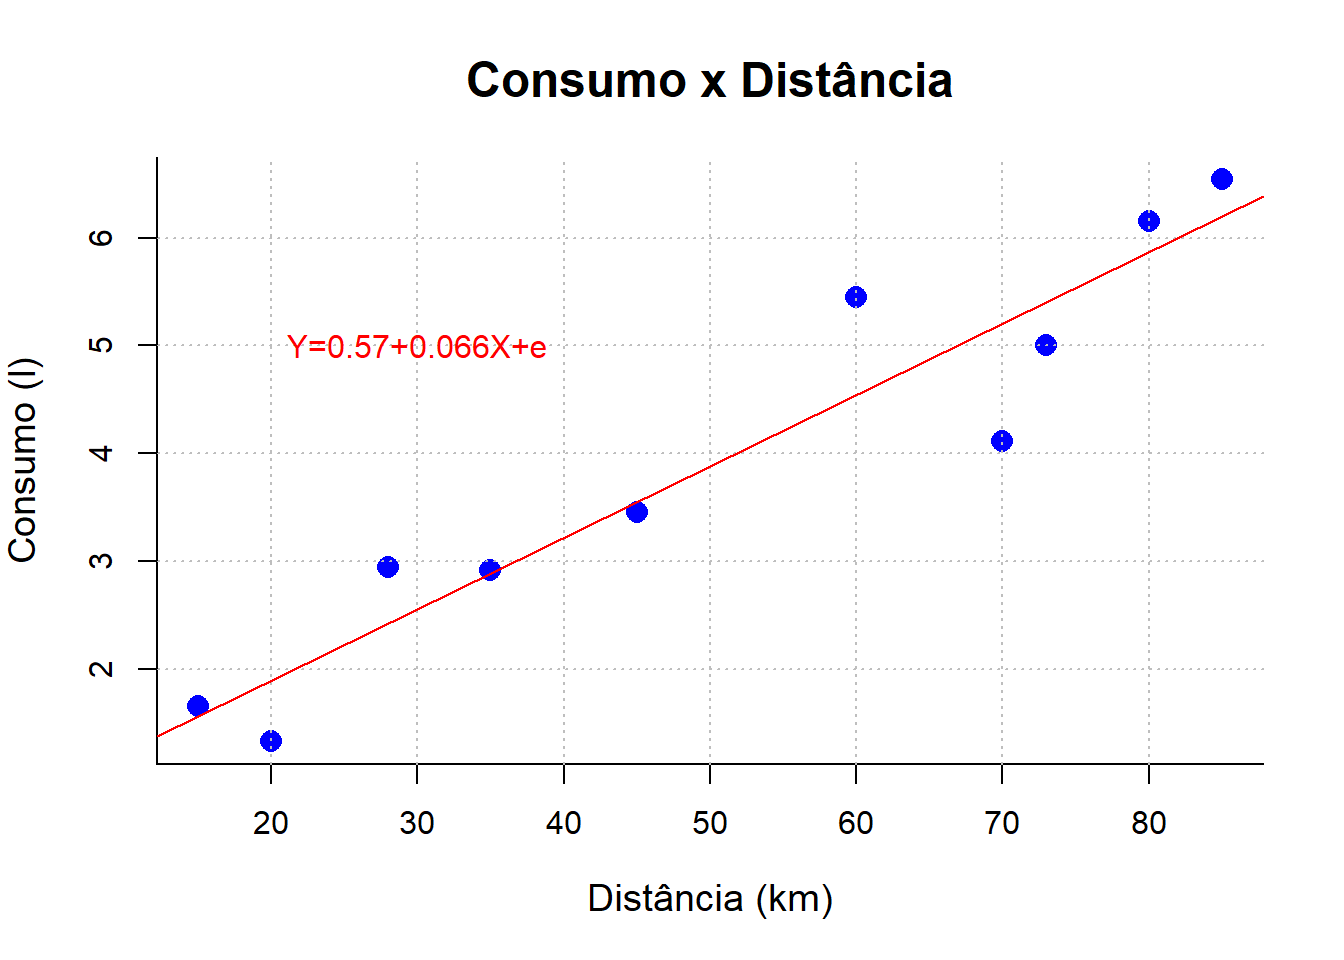 Consumo x Distância
Consumo (l)
6
5
4
3
2
Y=0.57+0.066X+e
20 30 40 50 60 70 80
Distância (km)